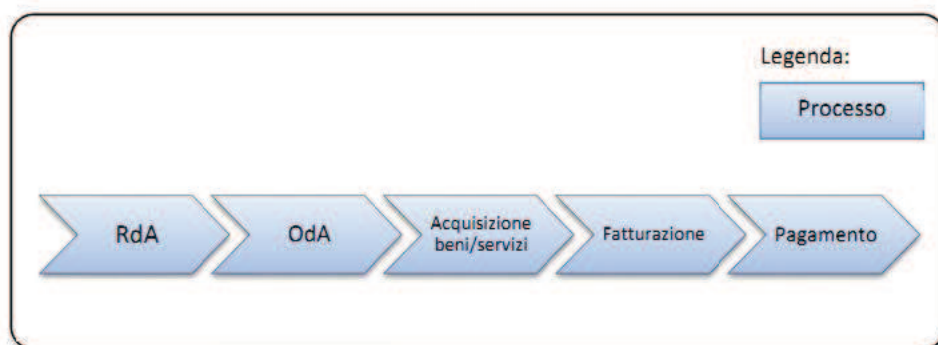 Legenda:
Processo
RdA
OdA
Acquisizione
beni/servizi
Fatturazione
Pagamento